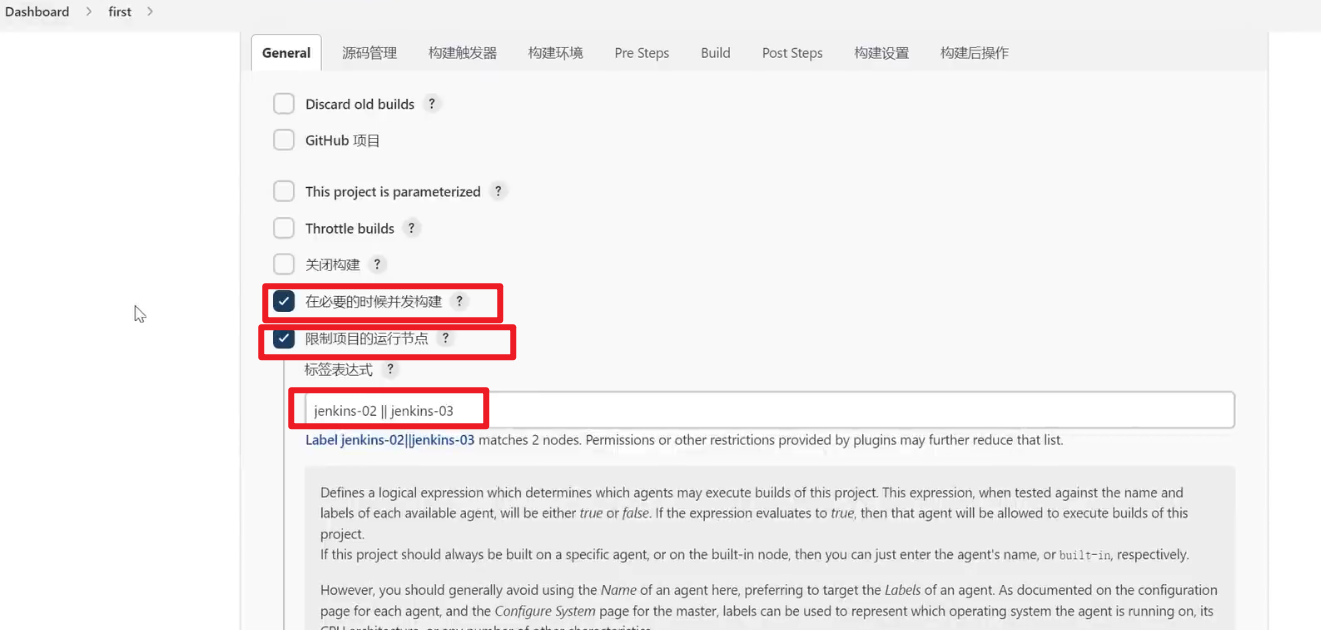 Dashboard > first >
General 源码管理 构建触发器 构建环境 Pre Steps Build Post Steps 构建设置 构建后操作
Discard old builds ?
GitHub 项目
This project is parameterized ?
Throttle builds ?
关闭构建 ?
在必要的时候并发构建 ?
限制项目的运行节点 ?
标签表达式 ?
jenkins-02 || jenkins-03
Label jenkins-02||jenkins-03 matches 2 nodes. Permissions or other restrictions provided by plugins may further reduce that list.
Defines a logical expression which determines which agents may execute builds of this project. This expression, when tested against the name and
labels of each available agent, will be either true or false. If the expression evaluates to true, then that agent will be allowed to execute builds of this
project.
If this project should always be built on a specific agent, or on the built-in node, then you can just enter the agent's name, or built-in, respectively.
However, you should generally avoid using the Name of an agent here, preferring to target the Labels of an agent. As documented on the configuration
page for each agent, and the Configure System page for the master, labels can be used to represent which operating system the agent is running on, its
CPU architecture, or any number of other characteristics.